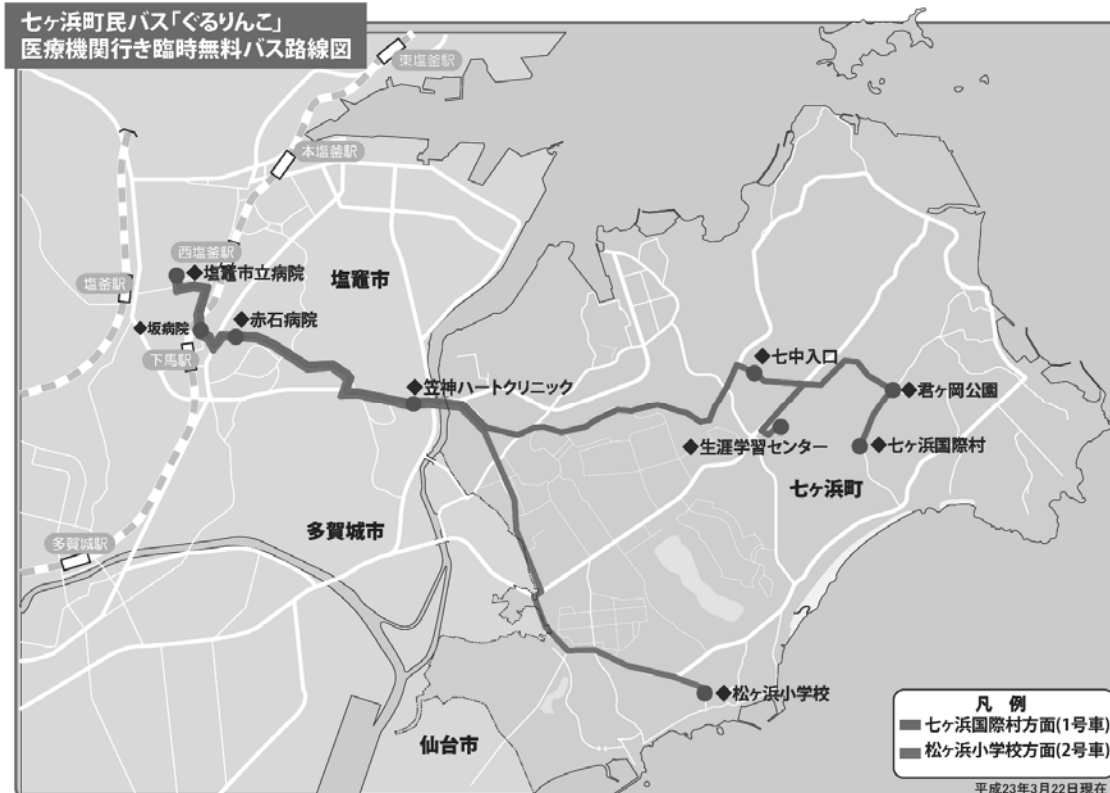 七ヶ浜町民バス「ぐるりんこ」
医療機関行き臨時無料バス路線図
東塩釜駅
本塩釜駅
西塩釜駅
◆塩竈市立病院
塩竈市
塩釜駅
◆坂病院
◆赤石病院
下馬駅
◆笠神ハートクリニック
◆七中入口
◆君ヶ岡公園
◆生涯学習センター
◆七ヶ浜国際村
七ヶ浜町
多賀城市
多賀城駅
◆松ヶ浜小学校
仙台市
凡 例
七ヶ浜国際村方面(1号車)
松ヶ浜小学校方面(2号車)
平成23年3月22日現在